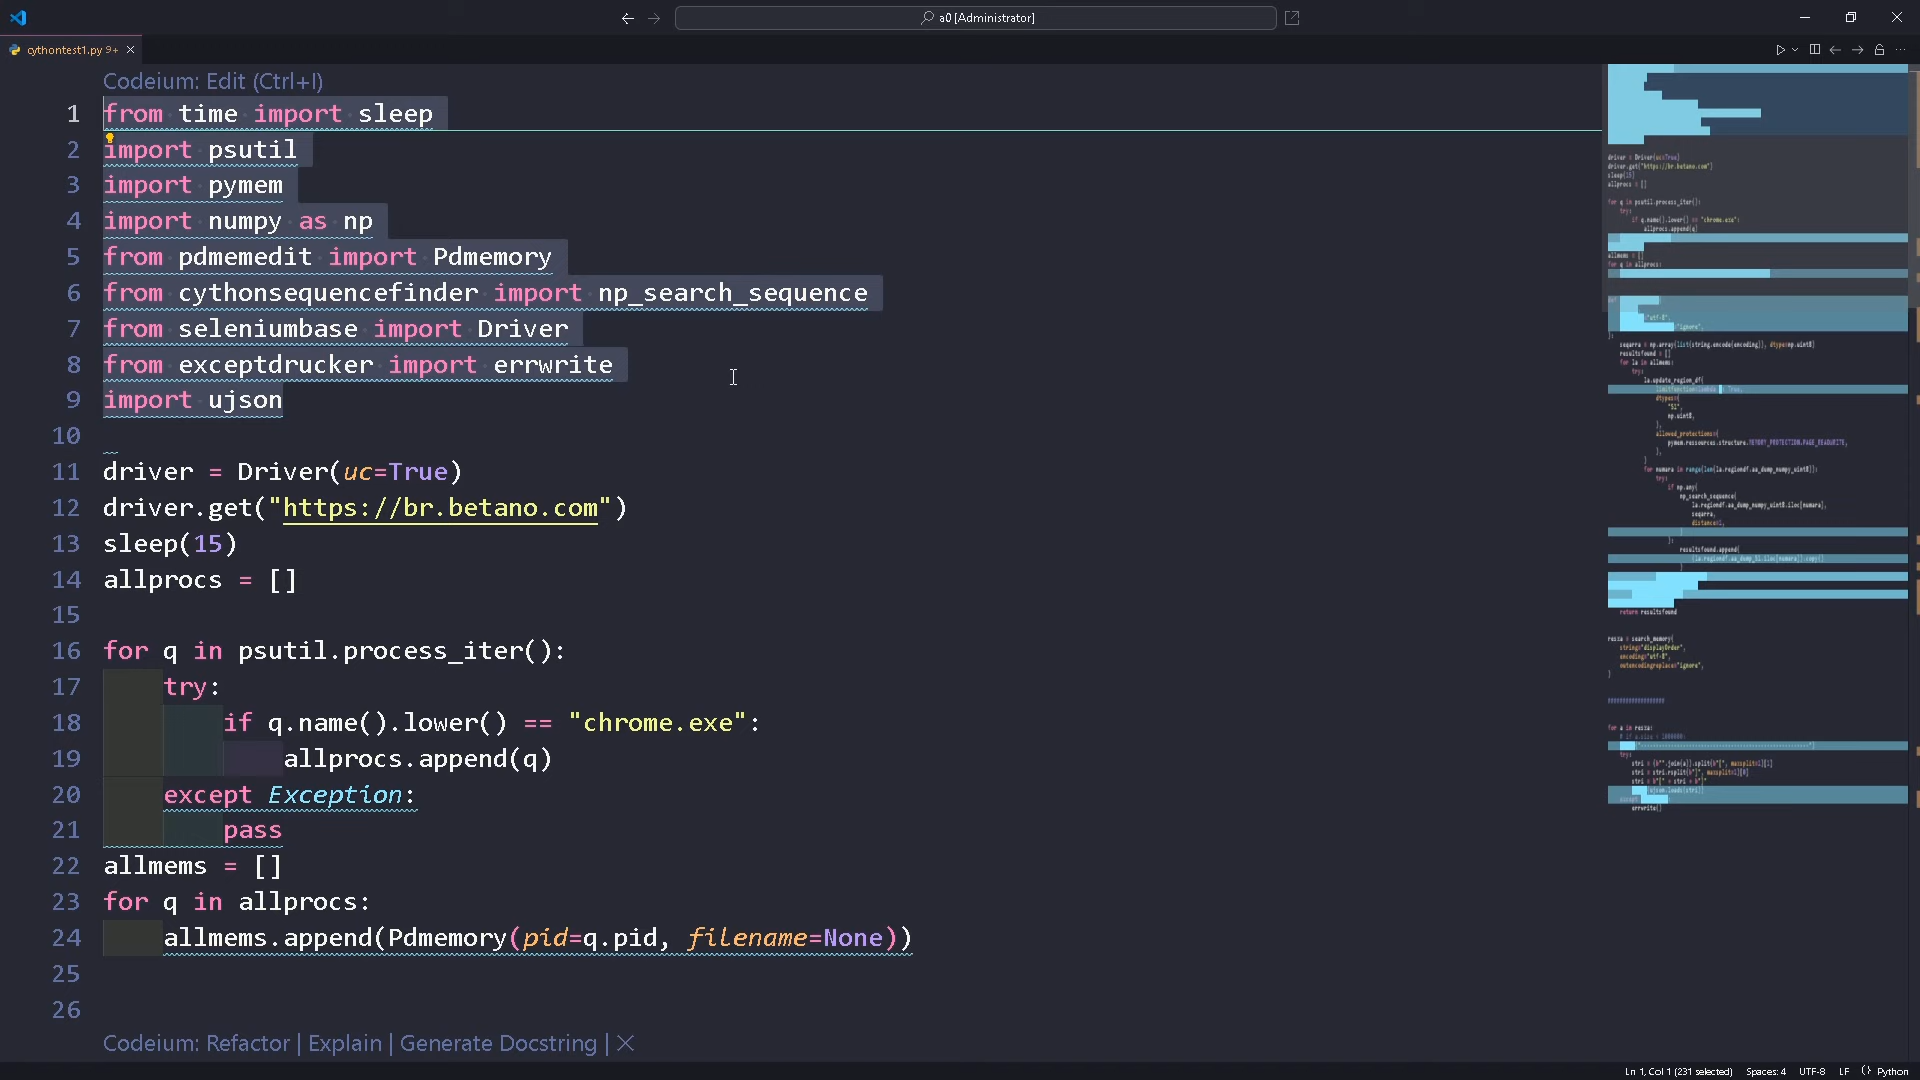 a0 [Administrator]
cythontest1.py 9+
Codeium: Edit (Ctrl+I)
1 from time import sleep
2 import psutil
3 import pymem
4 import numpy as np
5 from pdmemedit import Pdmemory
6 from cythonsequencefinder import np_search_sequence
7 from seleniumbase import Driver
8 from exceptdrucker import errwrite
9 import ujson
10
11 driver = Driver(uc=True)
12 driver.get("https://br.betano.com")
13 sleep(15)
14 allprocs = []
15
16 for q in psutil.process_iter():
17 try:
18 if q.name().lower() == "chrome.exe":
19 allprocs.append(q)
20 except Exception:
21 pass
22 allmems = []
23 for q in allprocs:
24 allmems.append(Pdmemory(pid=q.pid, filename=None))
25
26
Codeium: Refactor | Explain | Generate Docstring | ✕
Ln 1, Col 1 (231 selected) Spaces: 4 UTF-8 LF Python